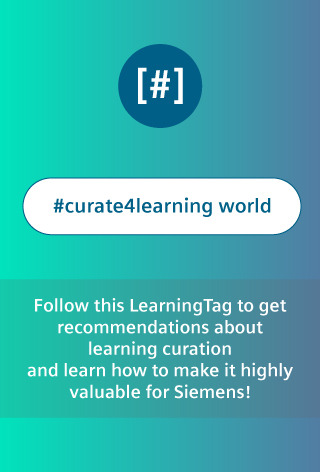 [#]
#curate4learning world
Follow this LearningTag to get
recommendations about
learning curation
and learn how to make it highly
valuable for Siemens!